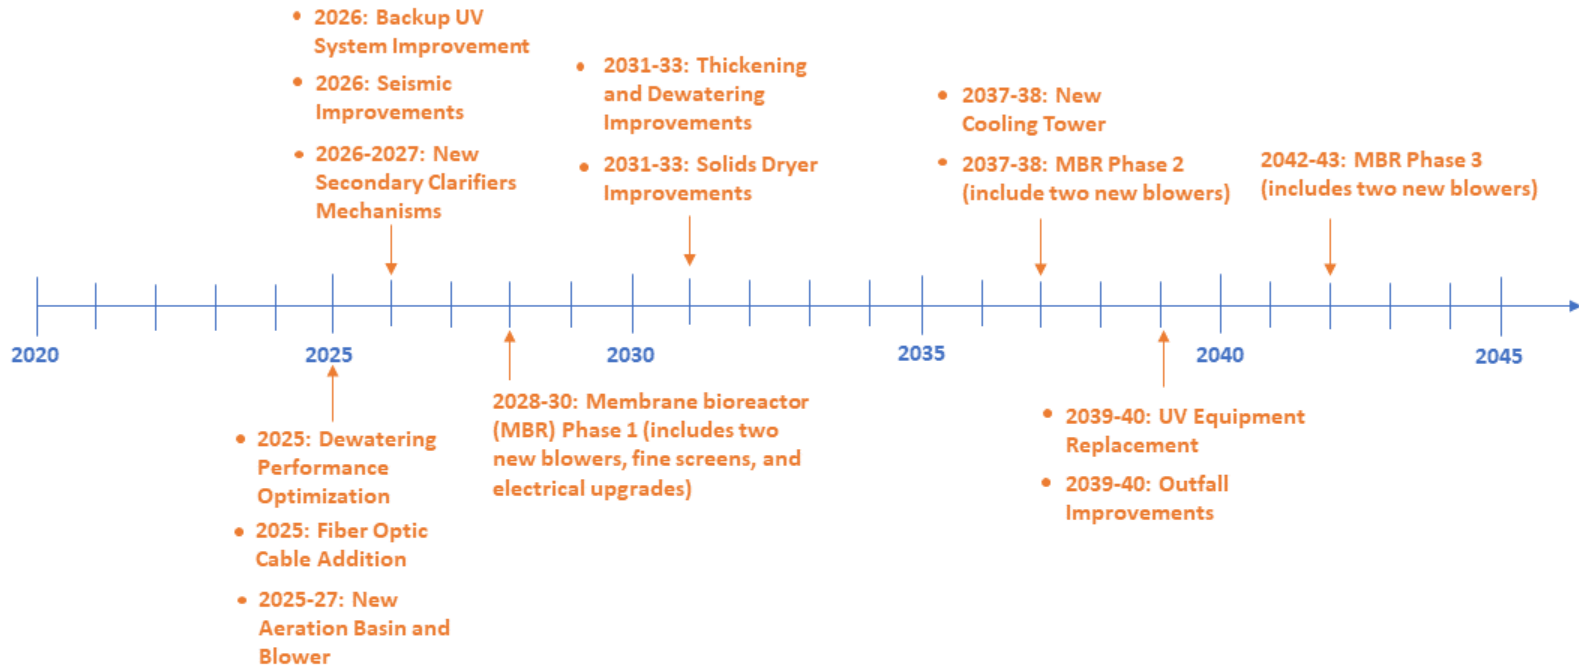 • 2026: Backup UV
System Improvement
• 2026: Seismic
Improvements
• 2026-2027: New
Secondary Clarifiers
Mechanisms
• 2031-33: Thickening
and Dewatering
Improvements
• 2031-33: Solids Dryer
Improvements
• 2037-38: New
Cooling Tower
• 2037-38: MBR Phase 2
(include two new blowers)
2042-43: MBR Phase 3
(includes two new blowers)
2020
2025
2030
2035
2040
2045
• 2025: Dewatering
Performance
Optimization
• 2025: Fiber Optic
Cable Addition
• 2025-27: New
Aeration Basin and
Blower
2028-30: Membrane bioreactor
(MBR) Phase 1 (includes two
new blowers, fine screens, and
electrical upgrades)
• 2039-40: UV Equipment
Replacement
• 2039-40: Outfall
Improvements